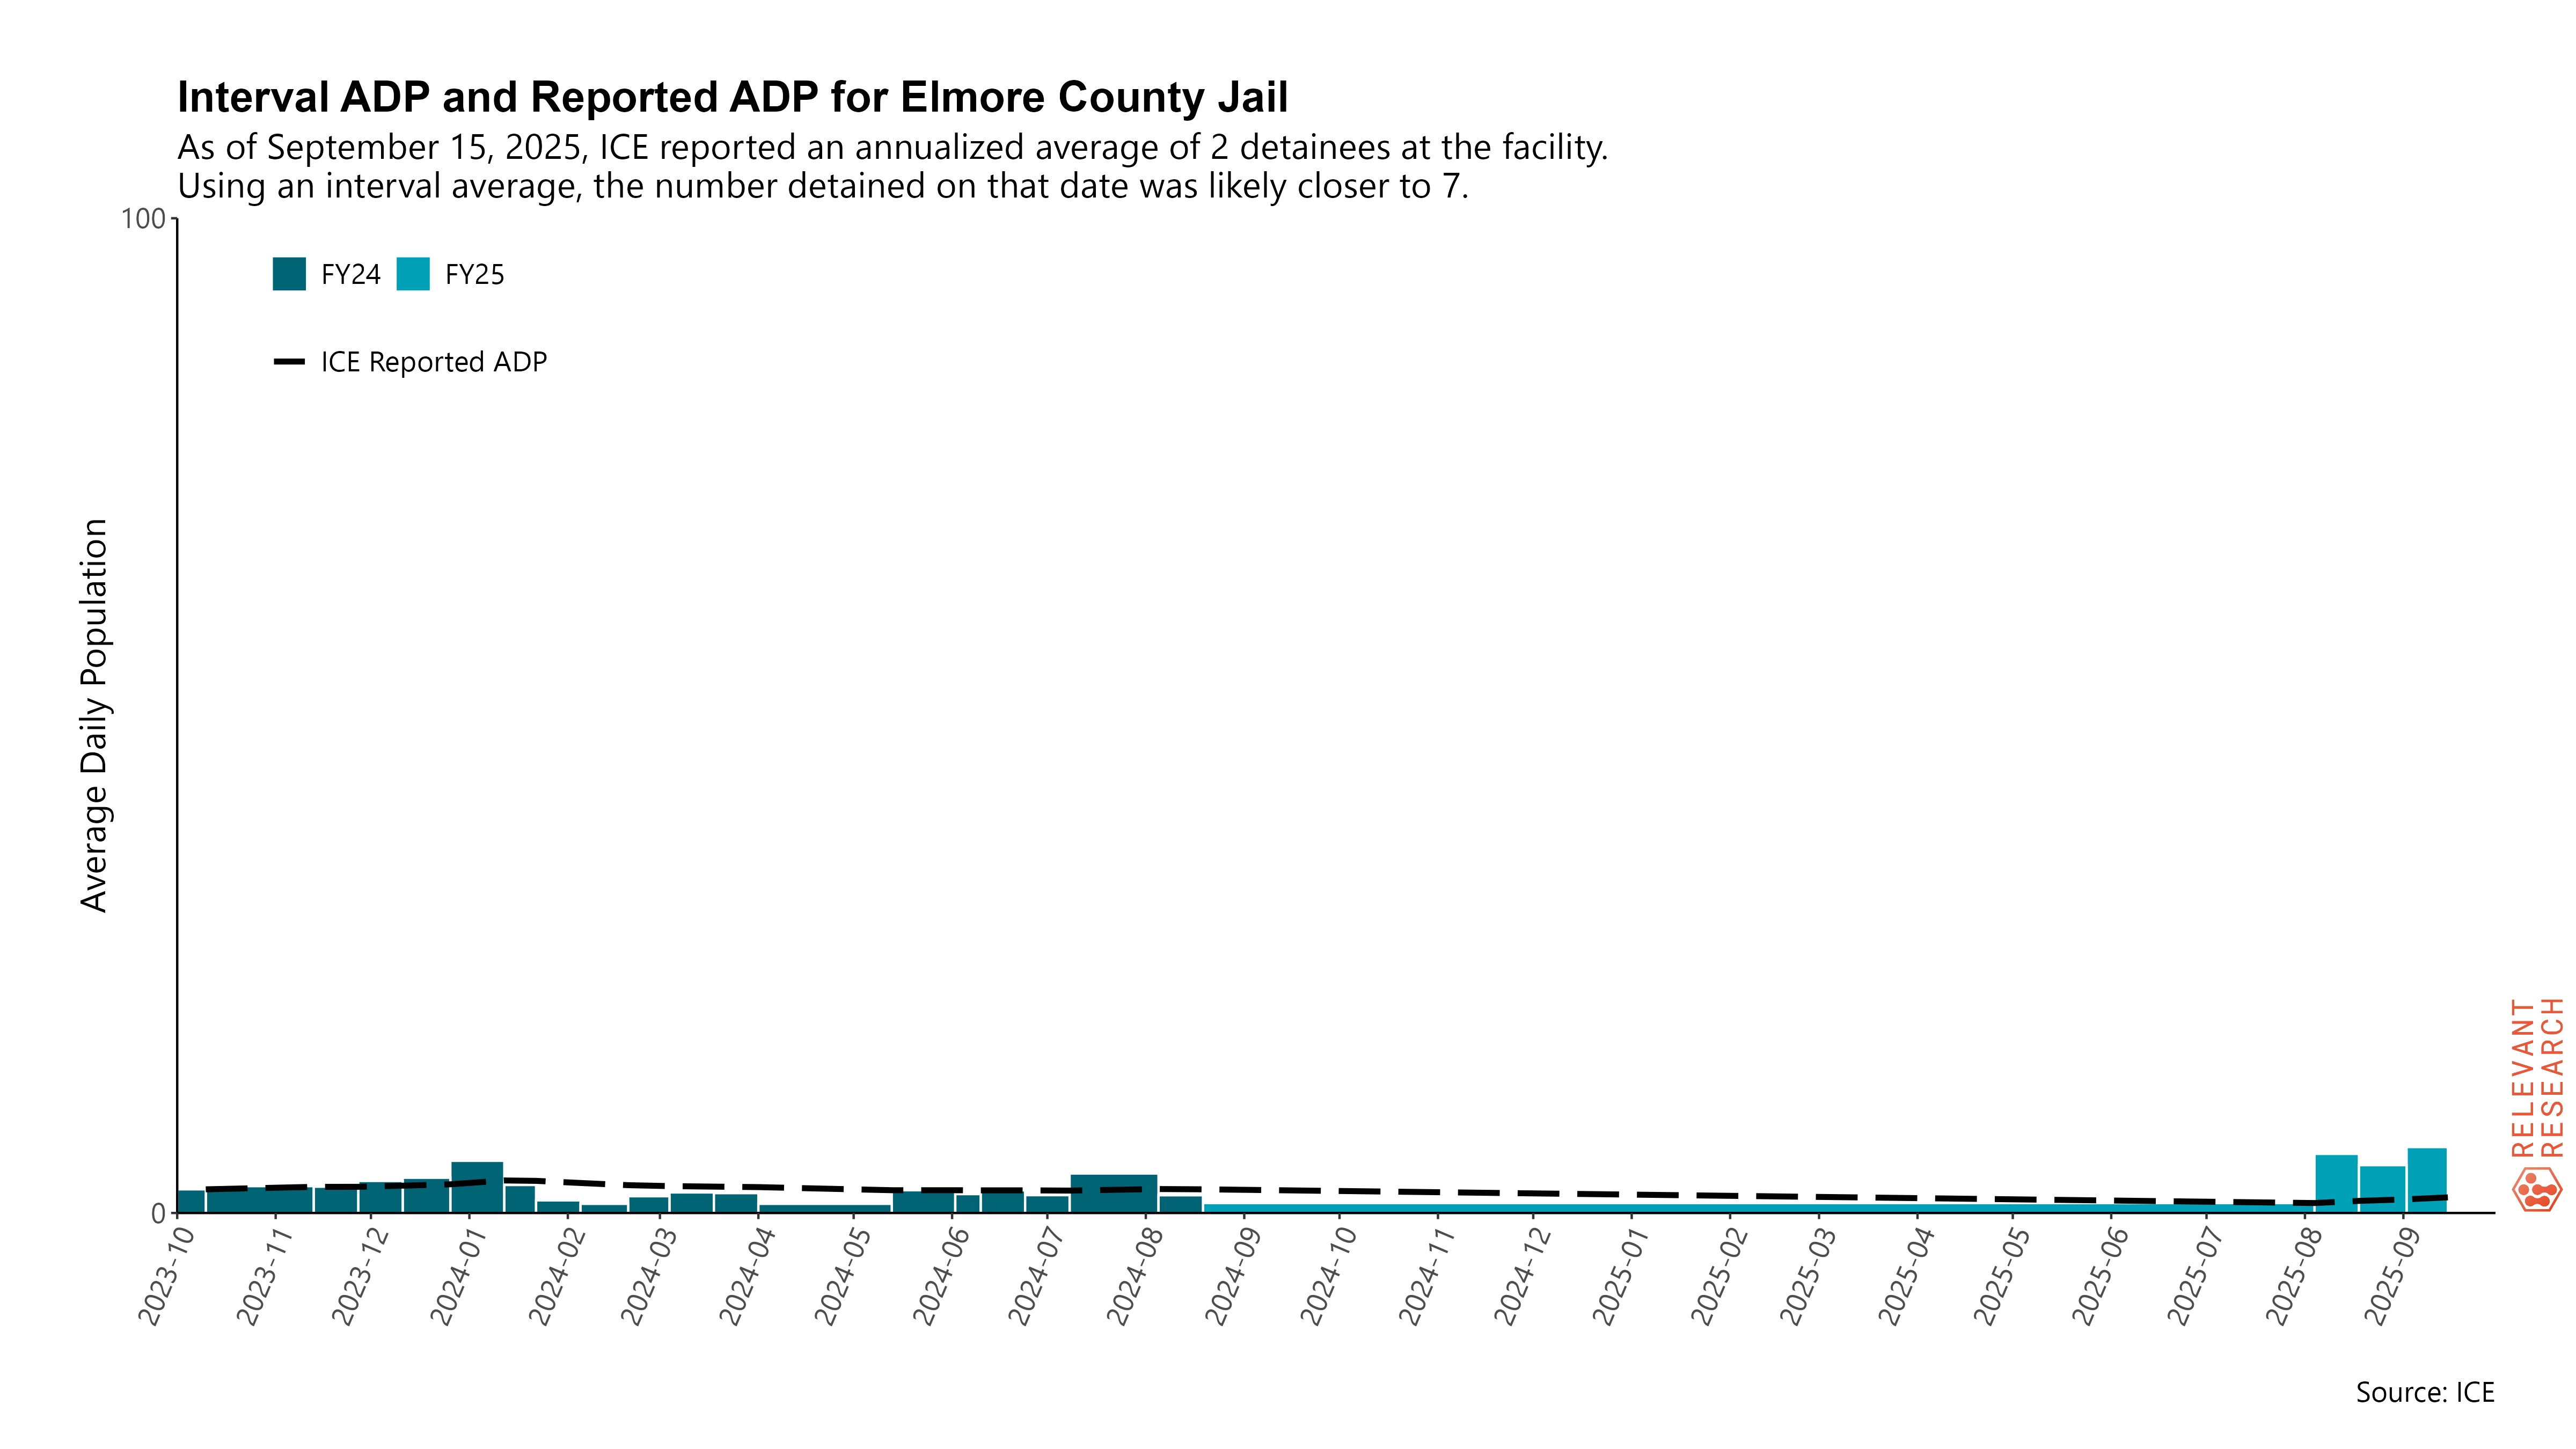 Interval ADP and Reported ADP for Elmore County Jail
As of September 15, 2025, ICE reported an annualized average of 2 detainees at the facility.
Using an interval average, the number detained on that date was likely closer to 7.
100
FY24 FY25
ICE Reported ADP
Average Daily Population
0
2023-10 2023-11 2023-12 2024-01 2024-02 2024-03 2024-04 2024-05 2024-06 2024-07 2024-08 2024-09 2024-10 2024-11 2024-12 2025-01 2025-02 2025-03 2025-04 2025-05 2025-06 2025-07 2025-08 2025-09
RELEVANT
RESEARCH
Source: ICE